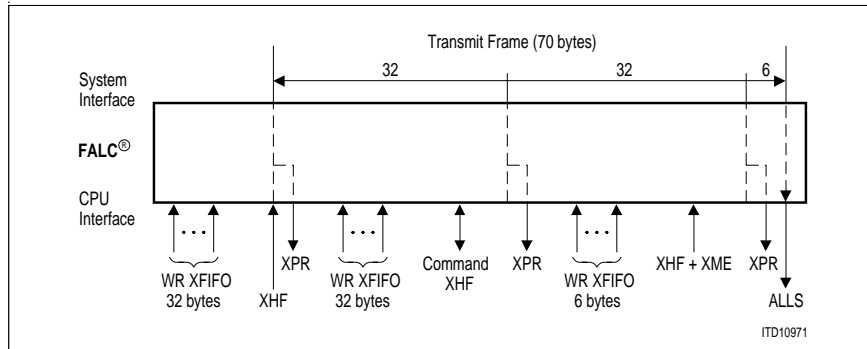 Transmit Frame (70 bytes)
32 32 6
System
Interface
FALC®
CPU
Interface
WR XFIFO
32 bytes
XHF
XPR
WR XFIFO
32 bytes
Command
XHF
XPR
WR XFIFO
6 bytes
XHF + XME
XPR
ALLS
ITD10971